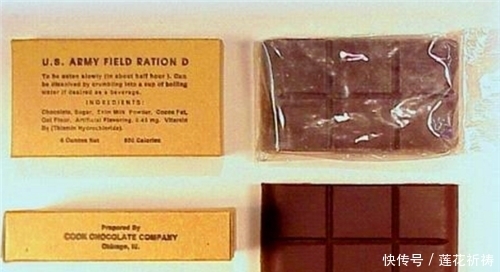 U.S. ARMY FIELD RATION D
To be eaten slowly (in about half hour). Can
be dissolved by crumbling into a cup of boiling
water if desired as a beverage.
INGREDIENTS:
Chocolate, Sugar, Skim Milk Powder, Cocoa Fat,
Oat Flour, Artificial Flavoring, 0.45 mg. Vitamin
B₁ (Thiamin Hydrochloride).
4 Ounces Net 600 Calories
Prepared By
COOK CHOCOLATE COMPANY
Chicago, Ill.
快传号／莲花祈祷